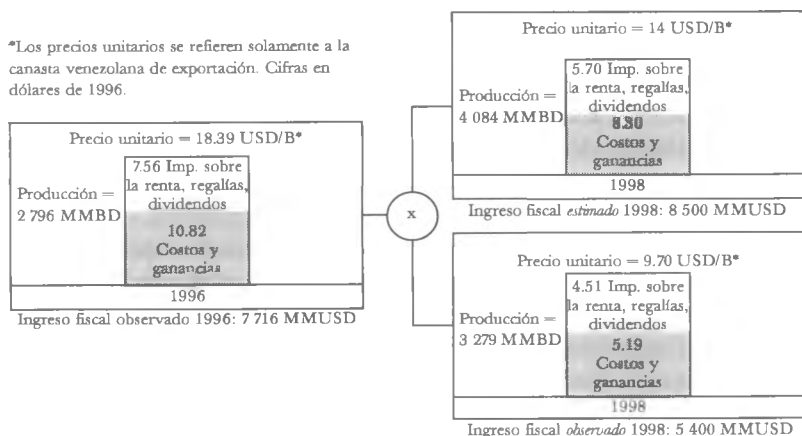 *Los precios unitarios se refieren solamente a la
canasta venezolana de exportación. Cifras en
dólares de 1996.
Precio unitario = 18.39 USD/B*
Producción =
2 796 MMBD
7.56 Imp. sobre
la renta, regalías,
dividendos
10.82
Costos y
ganancias
1996
Ingreso fiscal observado 1996: 7 716 MMUSD
x
Precio unitario = 14 USD/B*
Producción =
4 084 MMBD
5.70 Imp. sobre
la renta, regalías,
dividendos
8.30
Costos y
ganancias
1998
Ingreso fiscal estimado 1998: 8 500 MMUSD
Precio unitario = 9.70 USD/B*
Producción =
3 279 MMBD
4.51 Imp. sobre
la renta, regalías,
dividendos
5.19
Costos y
ganancias
1998
Ingreso fiscal observado 1998: 5 400 MMUSD